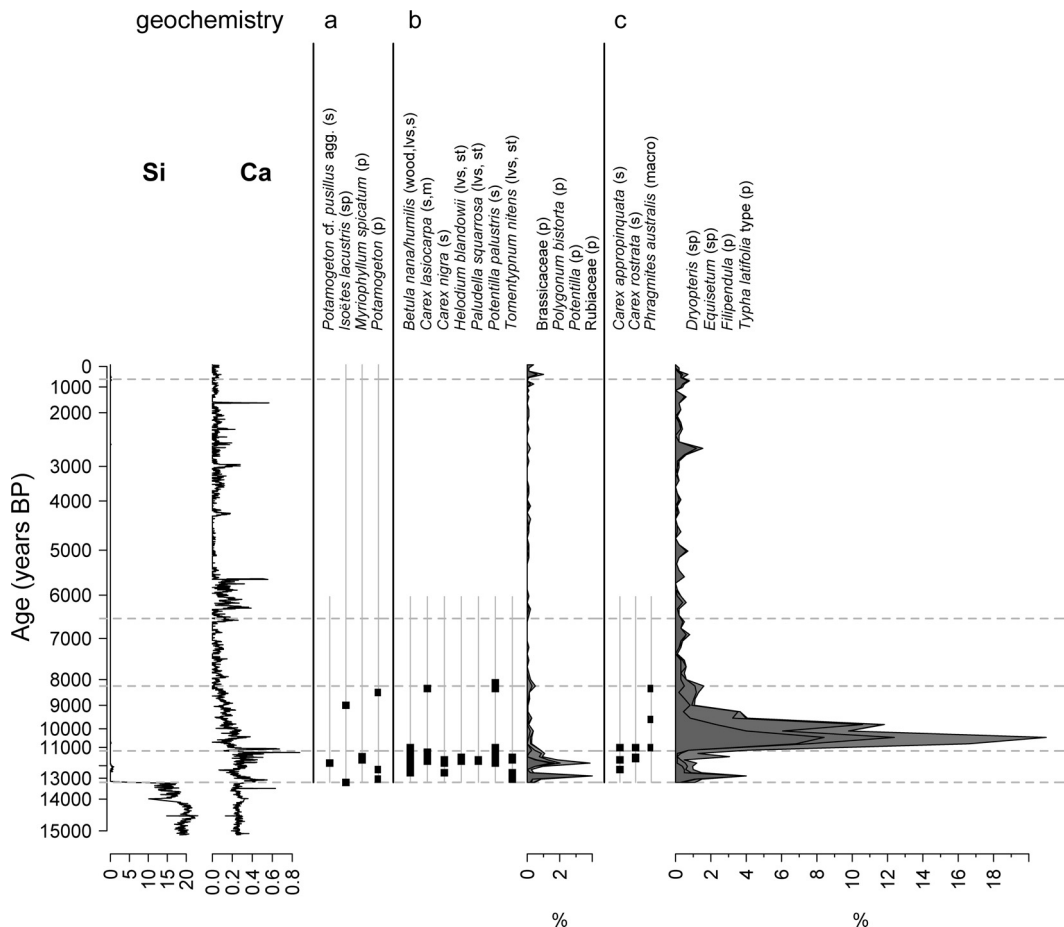 geochemistry
a
b
c
Si
Ca
Potamogeton cf. pusillus agg. (s)
Isoëtes lacustris (sp)
Myriophyllum spicatum (p)
Potamogeton (p)
Betula nana/humilis (wood,lvs,s)
Carex lasiocarpa (s,m)
Carex nigra (s)
Helodium blandowii (lvs, st)
Paludella squarrosa (lvs, st)
Potentilla palustris (s)
Tomentypnum nitens (lvs, st)
Brassicaceae (p)
Polygonum bistorta (p)
Potentilla (p)
Rubiaceae (p)
Carex appropinquata (s)
Carex rostrata (s)
Phragmites australis (macro)
Dryopteris (sp)
Equisetum (sp)
Filipendula (p)
Typha latifolia type (p)
Age (years BP)
0
1000
2000
3000
4000
5000
6000
7000
8000
9000
10000
11000
13000
14000
15000
0 5 10 15 20
0.0 0.2 0.4 0.6 0.8
0 2
0 2 4 6 8 10 12 14 16 18
%
%